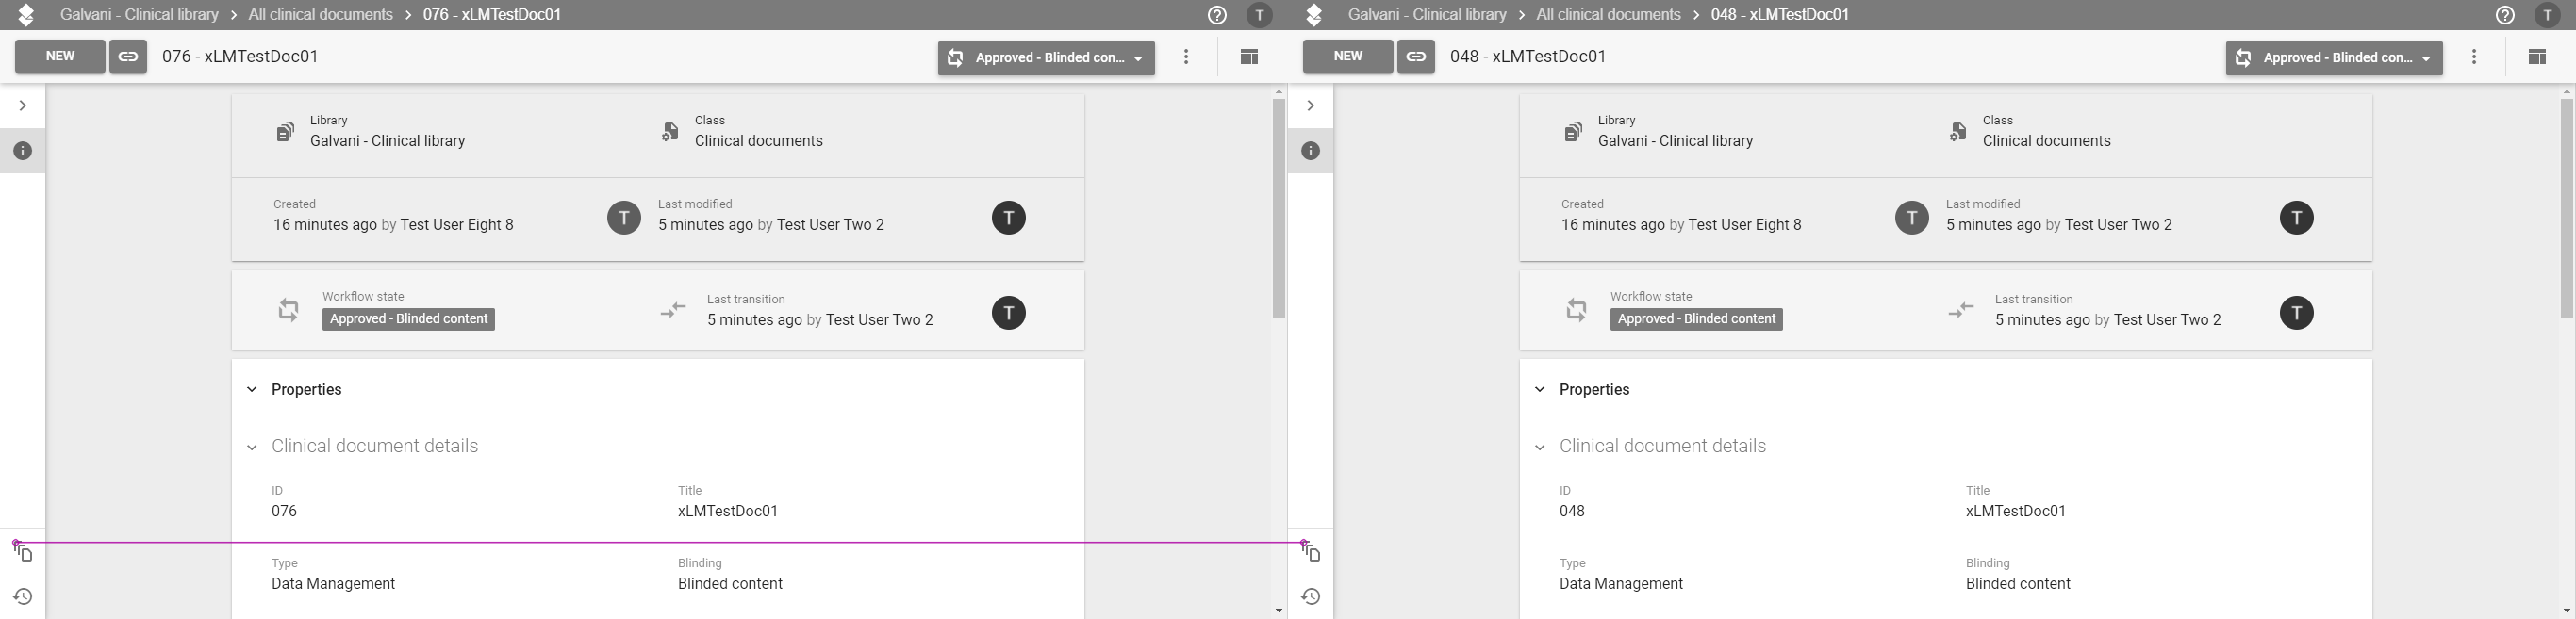 Galvani - Clinical library > All clinical documents > 076 - xLMTestDoc01
T
NEW
076 - xLMTestDoc01
Approved - Blinded con...
Library
Galvani - Clinical library
Class
Clinical documents
Created
16 minutes ago by Test User Eight 8
T
Last modified
5 minutes ago by Test User Two 2
T
Workflow state
Approved - Blinded content
Last transition
5 minutes ago by Test User Two 2
T
Properties
Clinical document details
ID
076
Title
xLMTestDoc01
Type
Data Management
Blinding
Blinded content
Galvani - Clinical library > All clinical documents > 048 - xLMTestDoc01
T
NEW
048 - xLMTestDoc01
Approved - Blinded con...
Library
Galvani - Clinical library
Class
Clinical documents
Created
16 minutes ago by Test User Eight 8
T
Last modified
5 minutes ago by Test User Two 2
T
Workflow state
Approved - Blinded content
Last transition
5 minutes ago by Test User Two 2
T
Properties
Clinical document details
ID
048
Title
xLMTestDoc01
Type
Data Management
Blinding
Blinded content